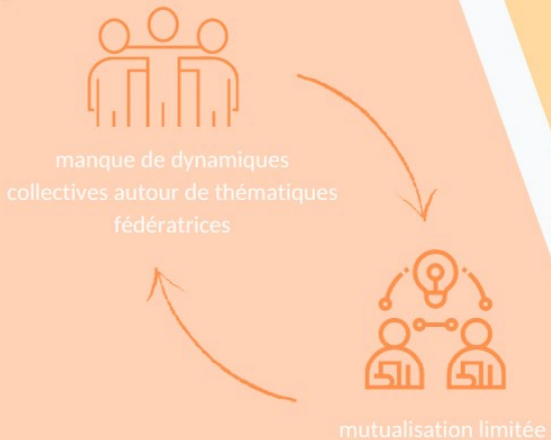 manque de dynamiques
collectives autour de thématiques
fédératrices
mutualisation limitée